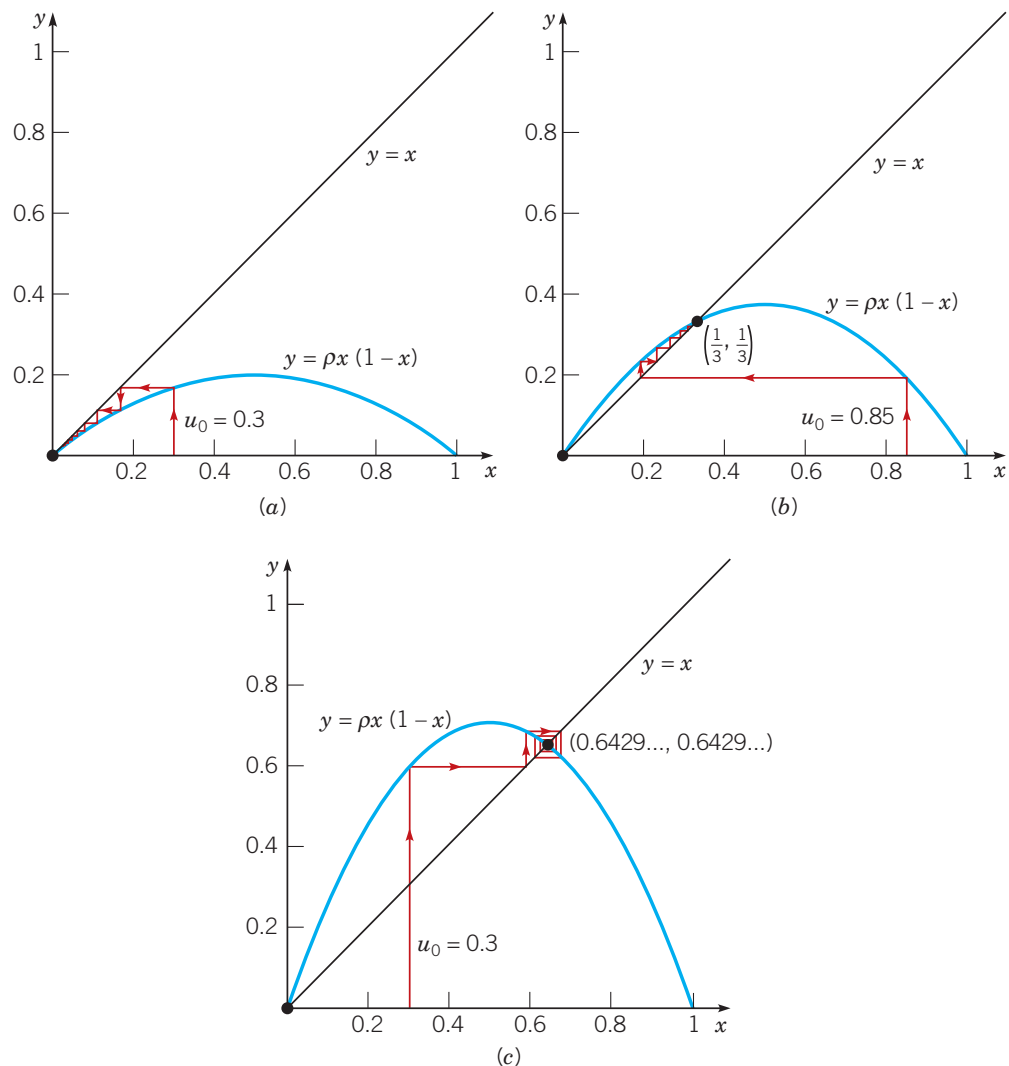 y
1
0.8
0.6
0.4
0.2
y = x
y = ρx (1 – x)
u₀ = 0.3
0.2 0.4 0.6 0.8 1 x
(a)
y
1
0.8
0.6
0.4
0.2
y = x
y = ρx (1 – x)
(1/3, 1/3)
u₀ = 0.85
0.2 0.4 0.6 0.8 1 x
(b)
y
1
0.8
0.6
0.4
0.2
y = x
y = ρx (1 – x)
(0.6429..., 0.6429...)
u₀ = 0.3
0.2 0.4 0.6 0.8 1 x
(c)